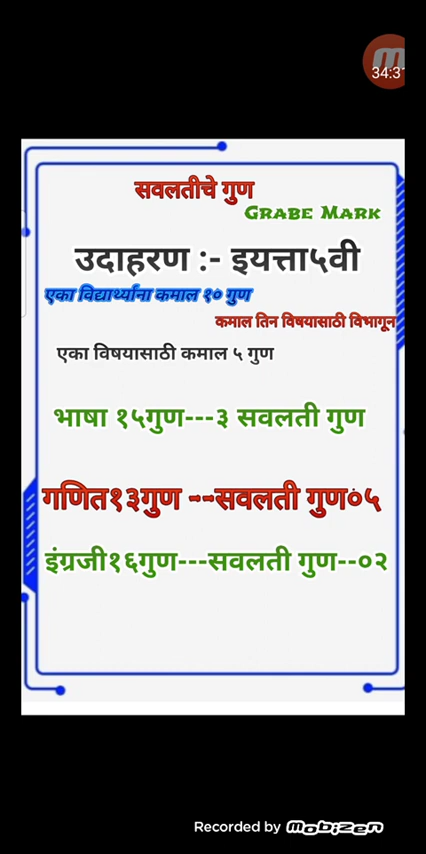 34:31
सवलतीचे गुण
GRABE MARK
उदाहरण :- इयत्ता५वी
एका विद्यार्थ्याना कमाल १० गुण
कमाल तिन विषयासाठी विभागून
एका विषयासाठी कमाल ५ गुण
भाषा १५गुण---३ सवलती गुण
गणित१३गुण --सवलती गुण०५
इंग्रजी१६गुण---सवलती गुण--०२
Recorded by mobizen